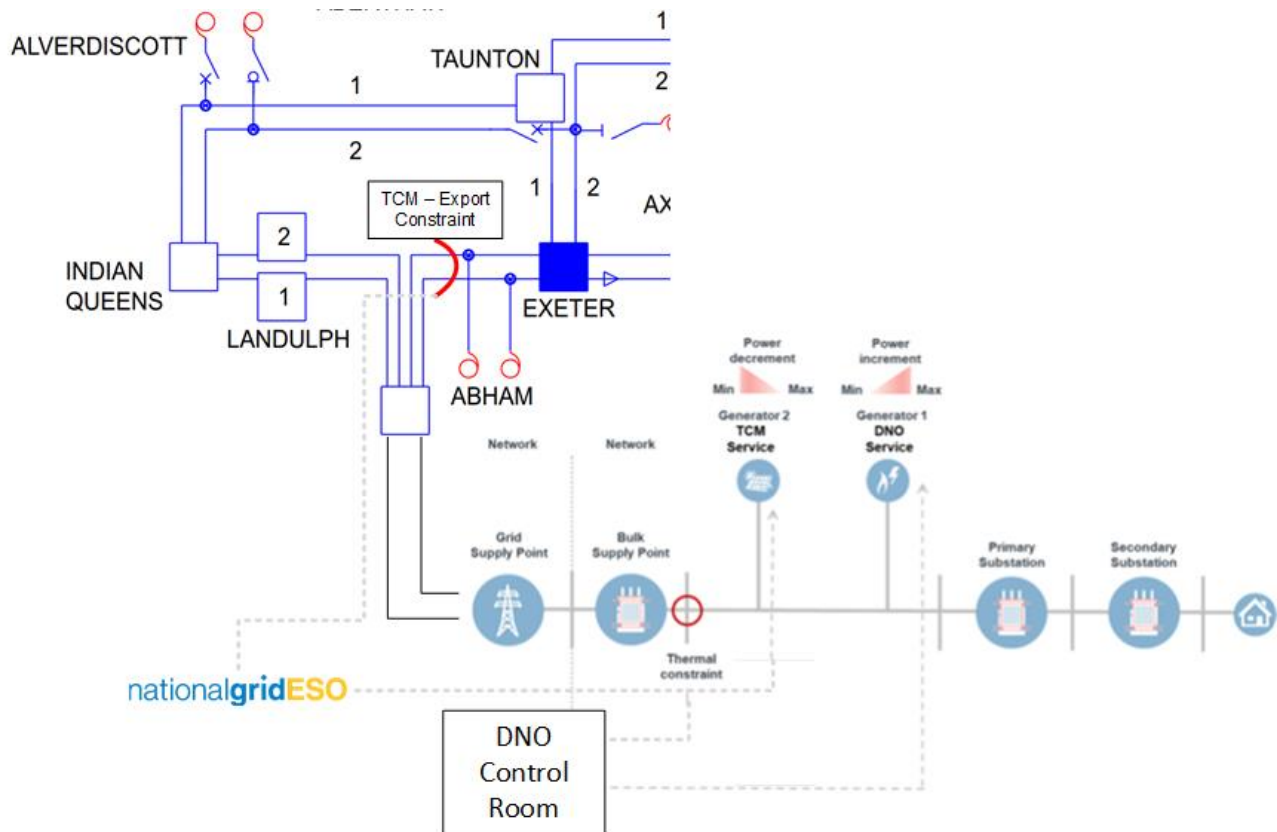 ALVERDISCOTT
TAUNTON
1
2
1
2
1
2
AX
TCM – Export
Constraint
2
1
INDIAN
QUEENS
LANDULPH
EXETER
ABHAM
Power
decrement
Min
Max
Power
increment
Min
Max
Generator 2
TCM
Service
Generator 1
DNO
Service
Network
Network
Grid
Supply Point
Bulk
Supply Point
Primary
Substation
Secondary
Substation
Thermal
constraint
nationalgridESO
DNO
Control
Room